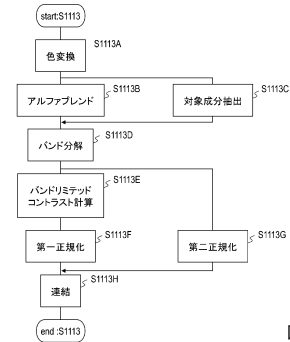 start:S1113
S1113A
色変換
S1113B
アルファブレンド
S1113C
対象成分抽出
S1113D
バンド分解
S1113E
バンドリミテッド
コントラスト計算
S1113F
第一正規化
S1113G
第二正規化
S1113H
連結
end :S1113